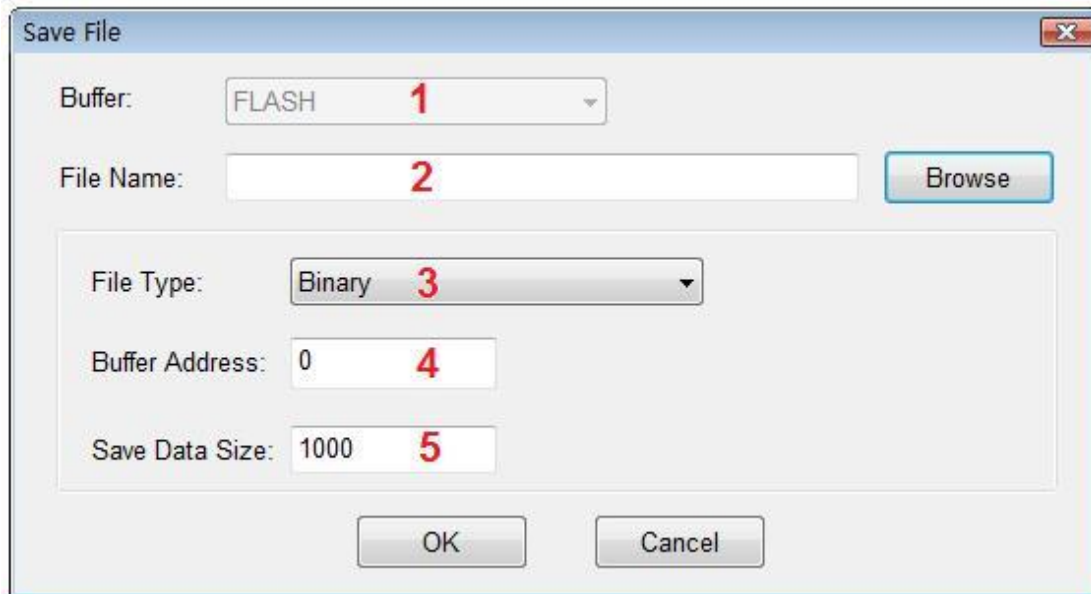 Save File
Buffer: FLASH 1
File Name: 2 Browse
File Type: Binary 3
Buffer Address: 0 4
Save Data Size: 1000 5
OK Cancel